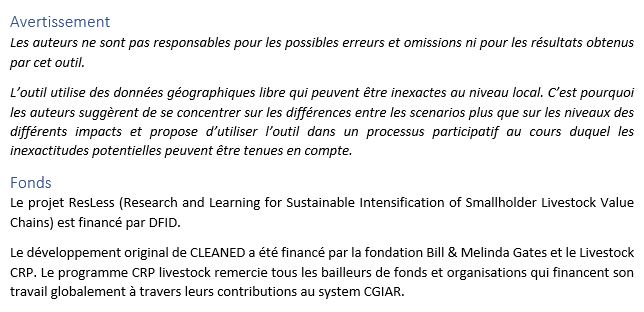 Avertissement
Les auteurs ne sont pas responsables pour les possibles erreurs et omissions ni pour les résultats obtenus
par cet outil.
L’outil utilise des données géographiques libre qui peuvent être inexactes au niveau local. C’est pourquoi
les auteurs suggèrent de se concentrer sur les différences entre les scenarios plus que sur les niveaux des
différents impacts et propose d’utiliser l’outil dans un processus participatif au cours duquel les
inexactitudes potentielles peuvent être tenues en compte.
Fonds
Le projet ResLess (Research and Learning for Sustainable Intensification of Smallholder Livestock Value
Chains) est financé par DFID.
Le développement original de CLEANED a été financé par la fondation Bill & Melinda Gates et le Livestock
CRP. Le programme CRP livestock remercie tous les bailleurs de fonds et organisations qui financent son
travail globalement à travers leurs contributions au system CGIAR.